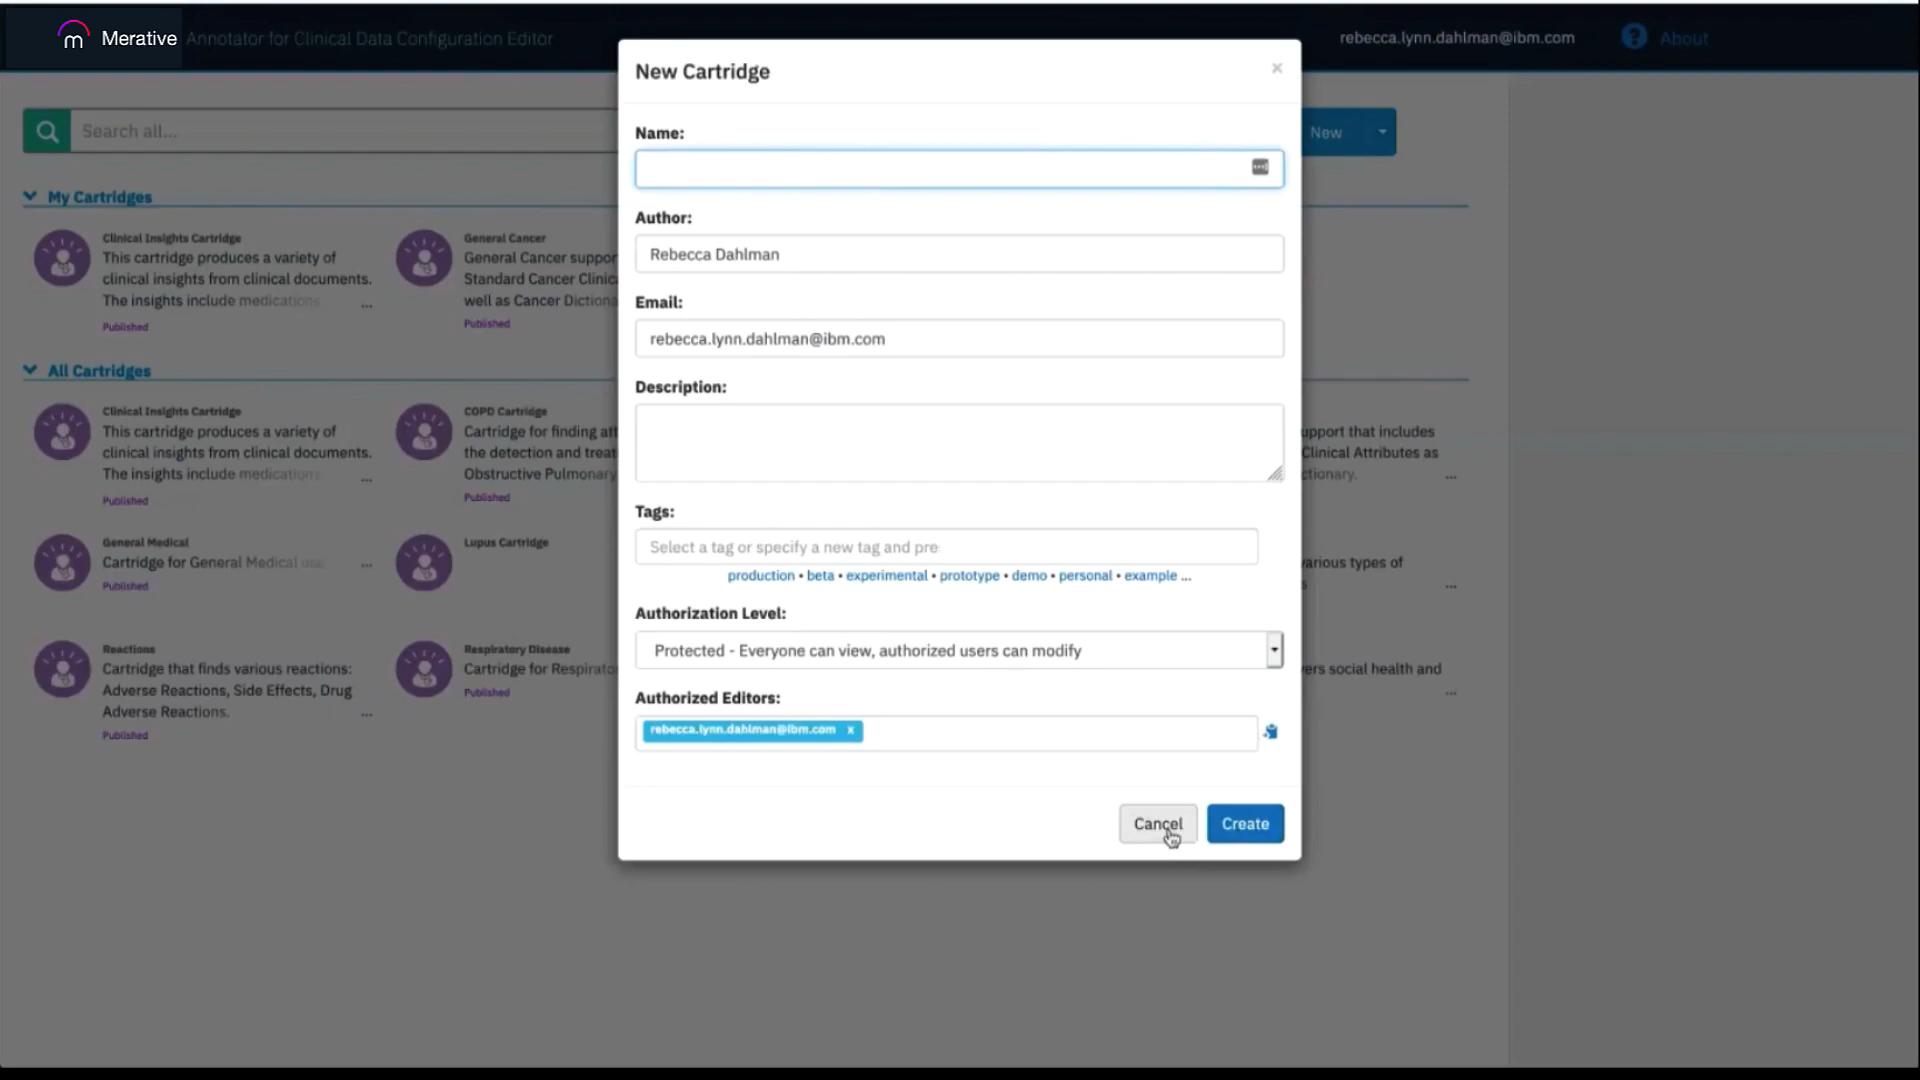 Merative Annotator for Clinical Data Configuration Editor
rebecca.lynn.dahlman@ibm.com
? About
New Cartridge
×
Search all...
New
Name:
Author:
Rebecca Dahlman
Email:
rebecca.lynn.dahlman@ibm.com
Description:
Tags:
Select a tag or specify a new tag and pre
production • beta • experimental • prototype • demo • personal • example ...
Authorization Level:
Protected - Everyone can view, authorized users can modify
Authorized Editors:
rebecca.lynn.dahlman@ibm.com x
Cancel
Create
My Cartridges
Clinical Insights Cartridge
This cartridge produces a variety of
clinical insights from clinical documents.
The insights include medications
...
Published
General Cancer
General Cancer suppor
Standard Cancer Clinic
well as Cancer Dictiona
Published
All Cartridges
Clinical Insights Cartridge
This cartridge produces a variety of
clinical insights from clinical documents.
The insights include medications
...
Published
COPD Cartridge
Cartridge for finding att
the detection and treat
Obstructive Pulmonary
Published
upport that includes
Clinical Attributes as
ctionary.
...
General Medical
Cartridge for General Medical use
...
Published
Lupus Cartridge
various types of
s
...
Reactions
Cartridge that finds various reactions:
Adverse Reactions, Side Effects, Drug
Adverse Reactions.
...
Published
Respiratory Disease
Cartridge for Respirato
Published
ers social health and
...